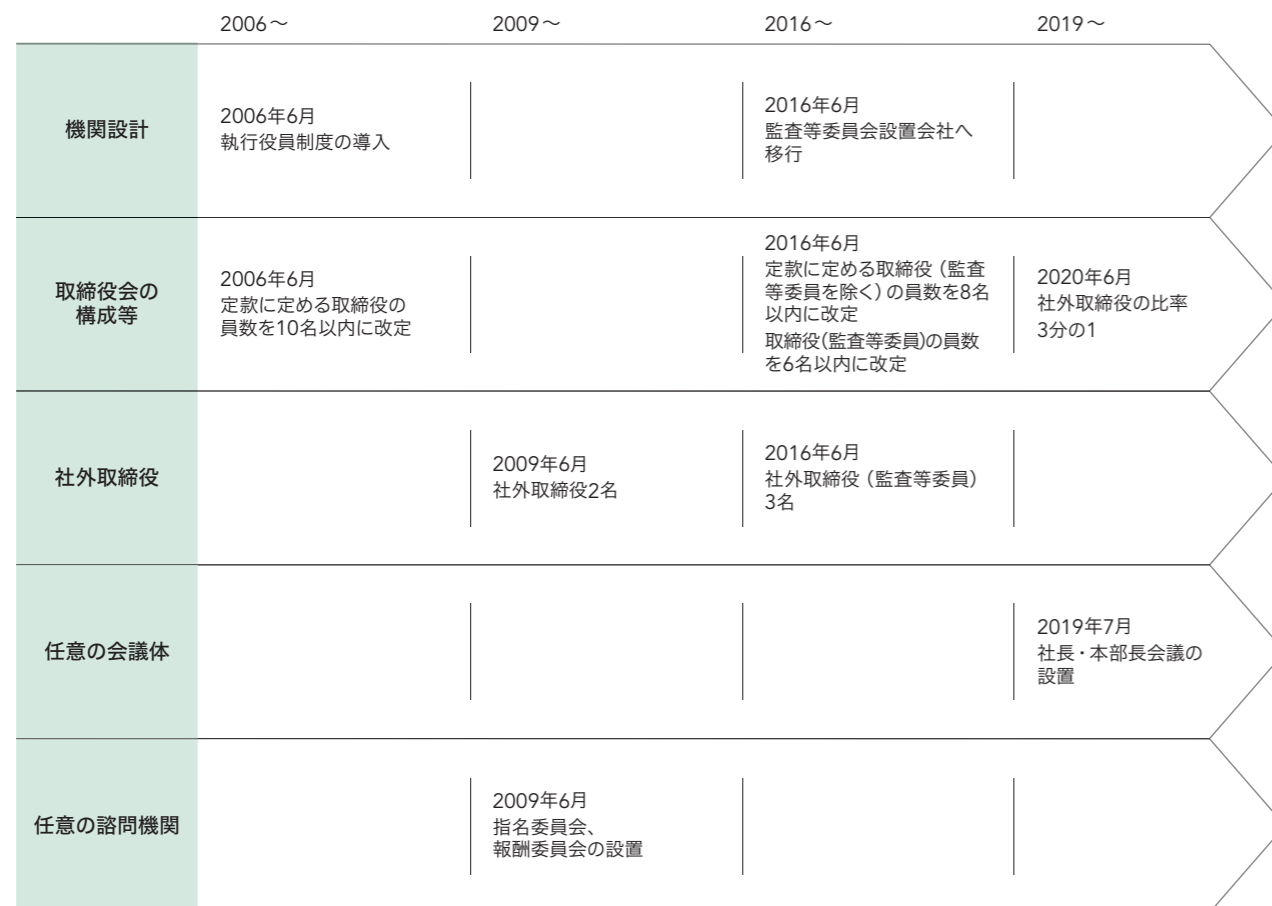 2006～
2009～
2016～
2019～
機関設計
2006年6月
執行役員制度の導入
2016年6月
監査等委員会設置会社へ
移行
取締役会の
構成等
2006年6月
定款に定める取締役の
員数を10名以内に改定
2016年6月
定款に定める取締役（監査
等委員を除く）の員数を8名
以内に改定
取締役(監査等委員)の員数
を6名以内に改定
2020年6月
社外取締役の比率
3分の1
社外取締役
2009年6月
社外取締役2名
2016年6月
社外取締役（監査等委員）
3名
任意の会議体
2019年7月
社長・本部長会議の
設置
任意の諮問機関
2009年6月
指名委員会、
報酬委員会の設置